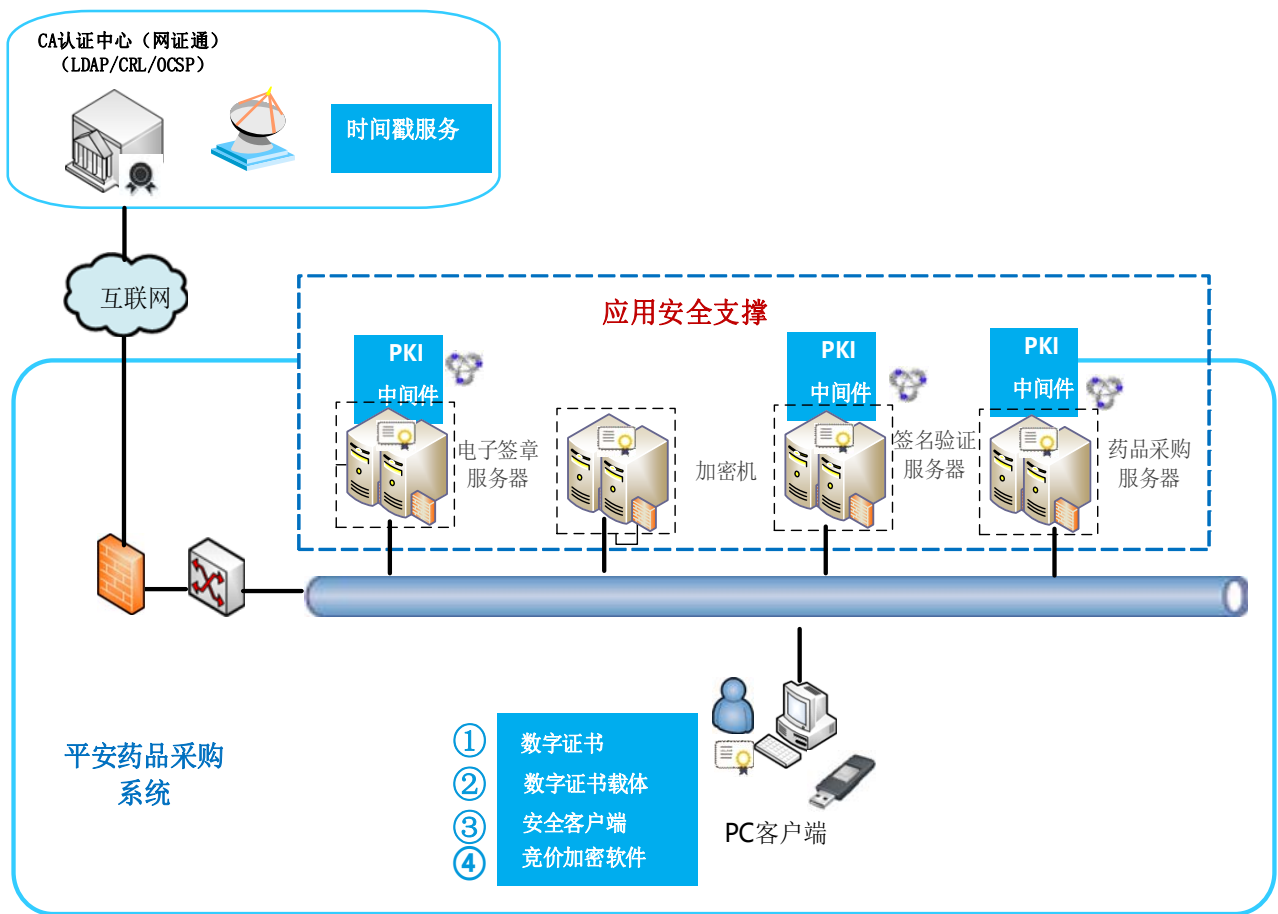 CA认证中心（网证通）
（LDAP/CRL/OCSP）
时间戳服务
互联网
应用安全支撑
PKI
中间件
PKI
中间件
PKI
中间件
电子签章
服务器
加密机
签名验证
服务器
药品采购
服务器
平安药品采购
系统
① 数字证书
② 数字证书载体
③ 安全客户端
④ 竞价加密软件
PC客户端